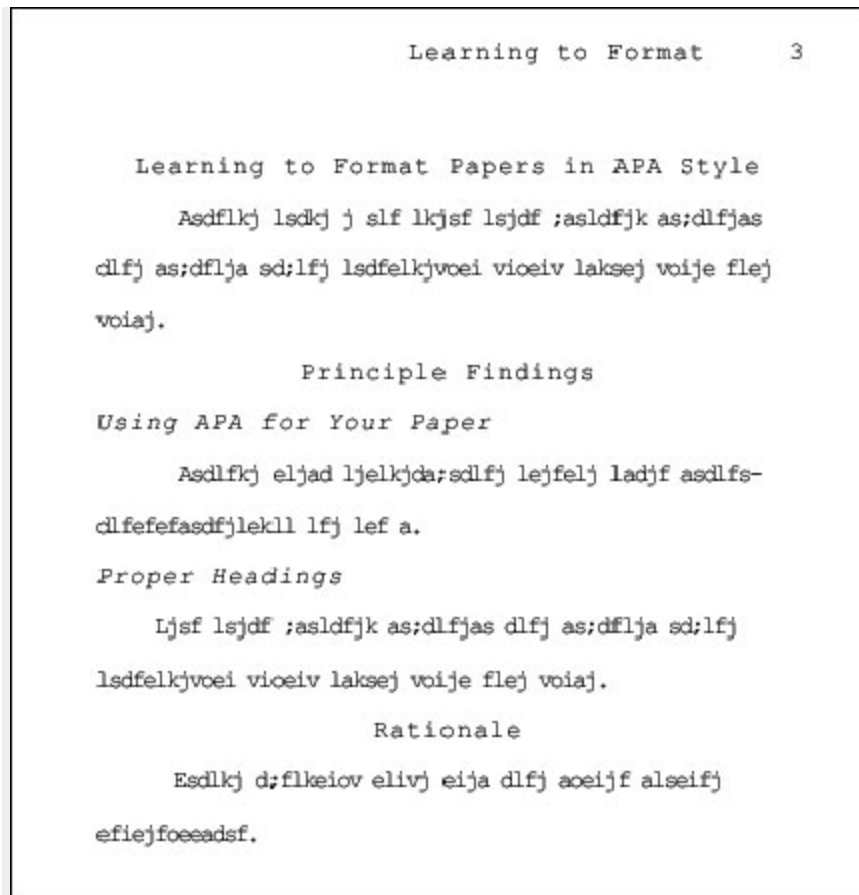 Learning to Format 3
Learning to Format Papers in APA Style
Asdflkj lsdkj j slf lkjsf lsjdf ;asldfjk as;dlfjas
dlfj as;dflja sd;lfj lsdfelkjvoei vioeiv laksej voije flej
voiaj.
Principle Findings
Using APA for Your Paper
Asdlfkj eljad ljelkjda;sdlfj lejfelj ladjf asdlfs-
dlfefefasdfjlekll lfj lef a.
Proper Headings
Ljsf lsjdf ;asldfjk as;dlfjas dlfj as;dflja sd;lfj
lsdfelkjvoei vioeiv laksej voije flej voiaj.
Rationale
Esdlkj d;flkeiov elivj eija dlfj aoeijf alseifj
efiejfoeeadsf.